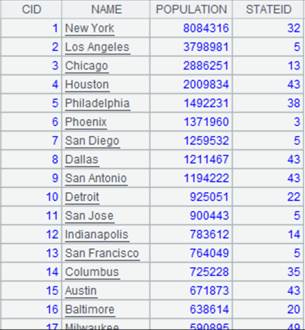 CID NAME POPULATION STATEID
1 New York 8084316 32
2 Los Angeles 3798981 5
3 Chicago 2886251 13
4 Houston 2009834 43
5 Philadelphia 1492231 38
6 Phoenix 1371960 3
7 San Diego 1259532 5
8 Dallas 1211467 43
9 San Antonio 1194222 43
10 Detroit 925051 22
11 San Jose 900443 5
12 Indianapolis 783612 14
13 San Francisco 764049 5
14 Columbus 725228 35
15 Austin 671873 43
16 Baltimore 638614 20
17 Milwaukee 590895 49